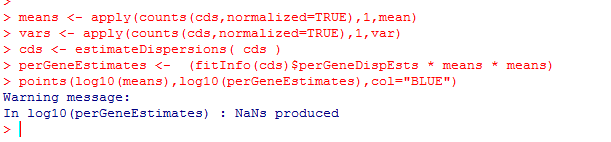 >
> means <- apply(counts(cds,normalized=TRUE),1,mean)
> vars <- apply(counts(cds,normalized=TRUE),1,var)
> cds <- estimateDispersions( cds )
> perGeneEstimates <-  (fitInfo(cds)$perGeneDispEsts * means * means)
> points(log10(means),log10(perGeneEstimates),col="BLUE")
Warning message:
In log10(perGeneEstimates) : NaNs produced
> |